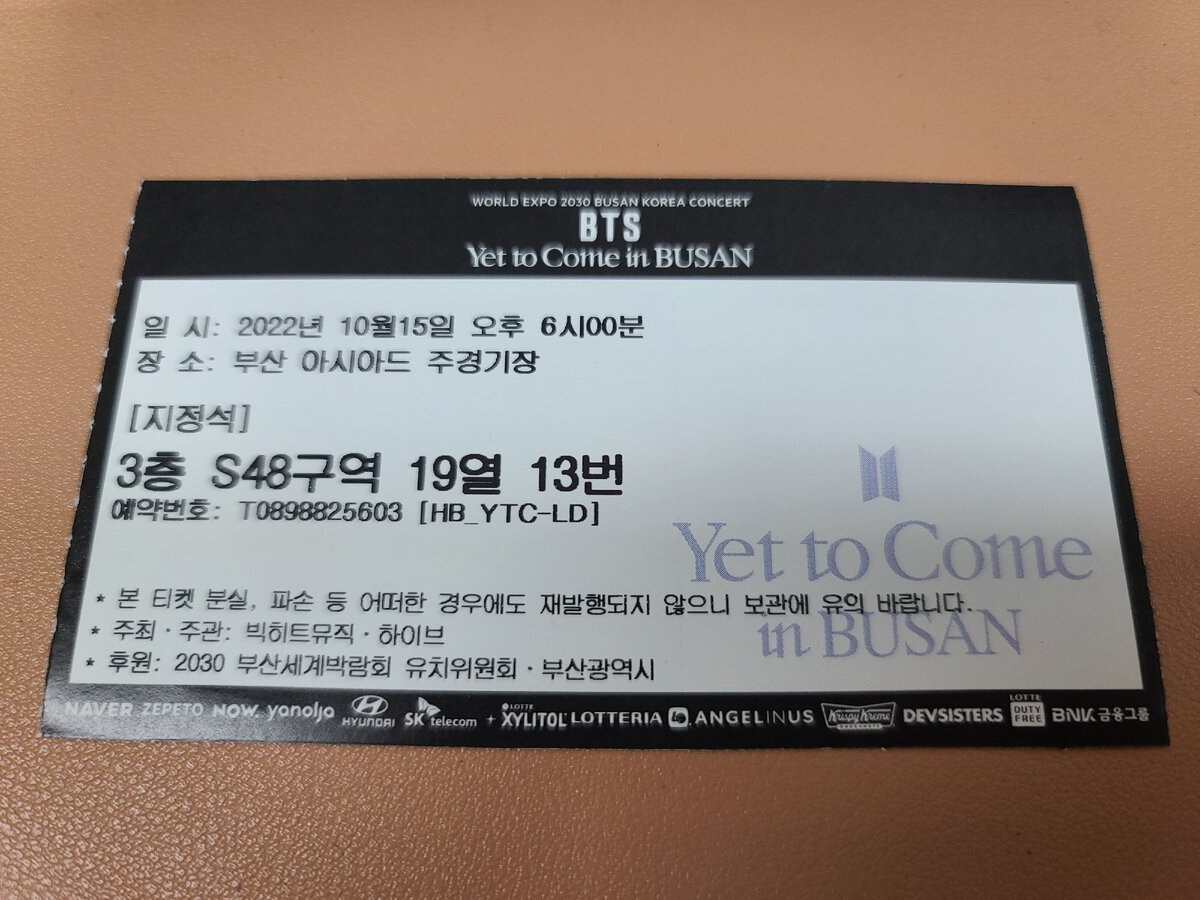 WORLD EXPO 2030 BUSAN KOREA CONCERT
BTS
Yet to Come in BUSAN
일 시: 2022년 10월15일 오후 6시00분
장 소: 부산 아시아드 주경기장
[지정석]
3층 S48구역 19열 13번
예약번호: T0898825603 [HB_YTC-LD]
Yet to Come
in BUSAN
* 본 티켓 분실, 파손 등 어떠한 경우에도 재발행되지 않으니 보관에 유의 바랍니다.
* 주최·주관: 빅히트뮤직·하이브
* 후원: 2030 부산세계박람회 유치위원회·부산광역시
NAVER ZEPETO NOW. yanolja HYUNDAI SK telecom + LOTTE XYLITOL LOTTERIA ANGELINUS Krispy Kreme DOUGHNUTS DEVSISTERS LOTTE DUTY FREE BNK 금융그룹